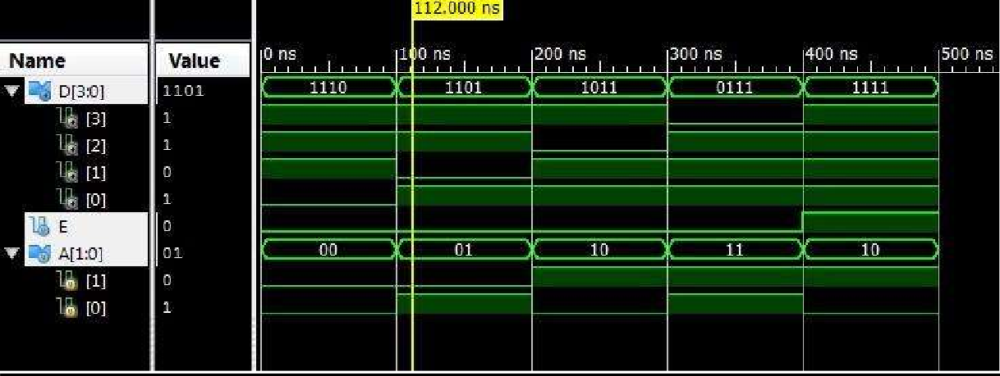 112.000 ns
Name Value 0 ns 100 ns 200 ns 300 ns 400 ns 500 ns
D[3:0] 1101 1110 1101 1011 0111 1111
[3] 1
[2] 1
[1] 0
[0] 1
E 0
A[1:0] 01 00 01 10 11 10
[1] 0
[0] 1